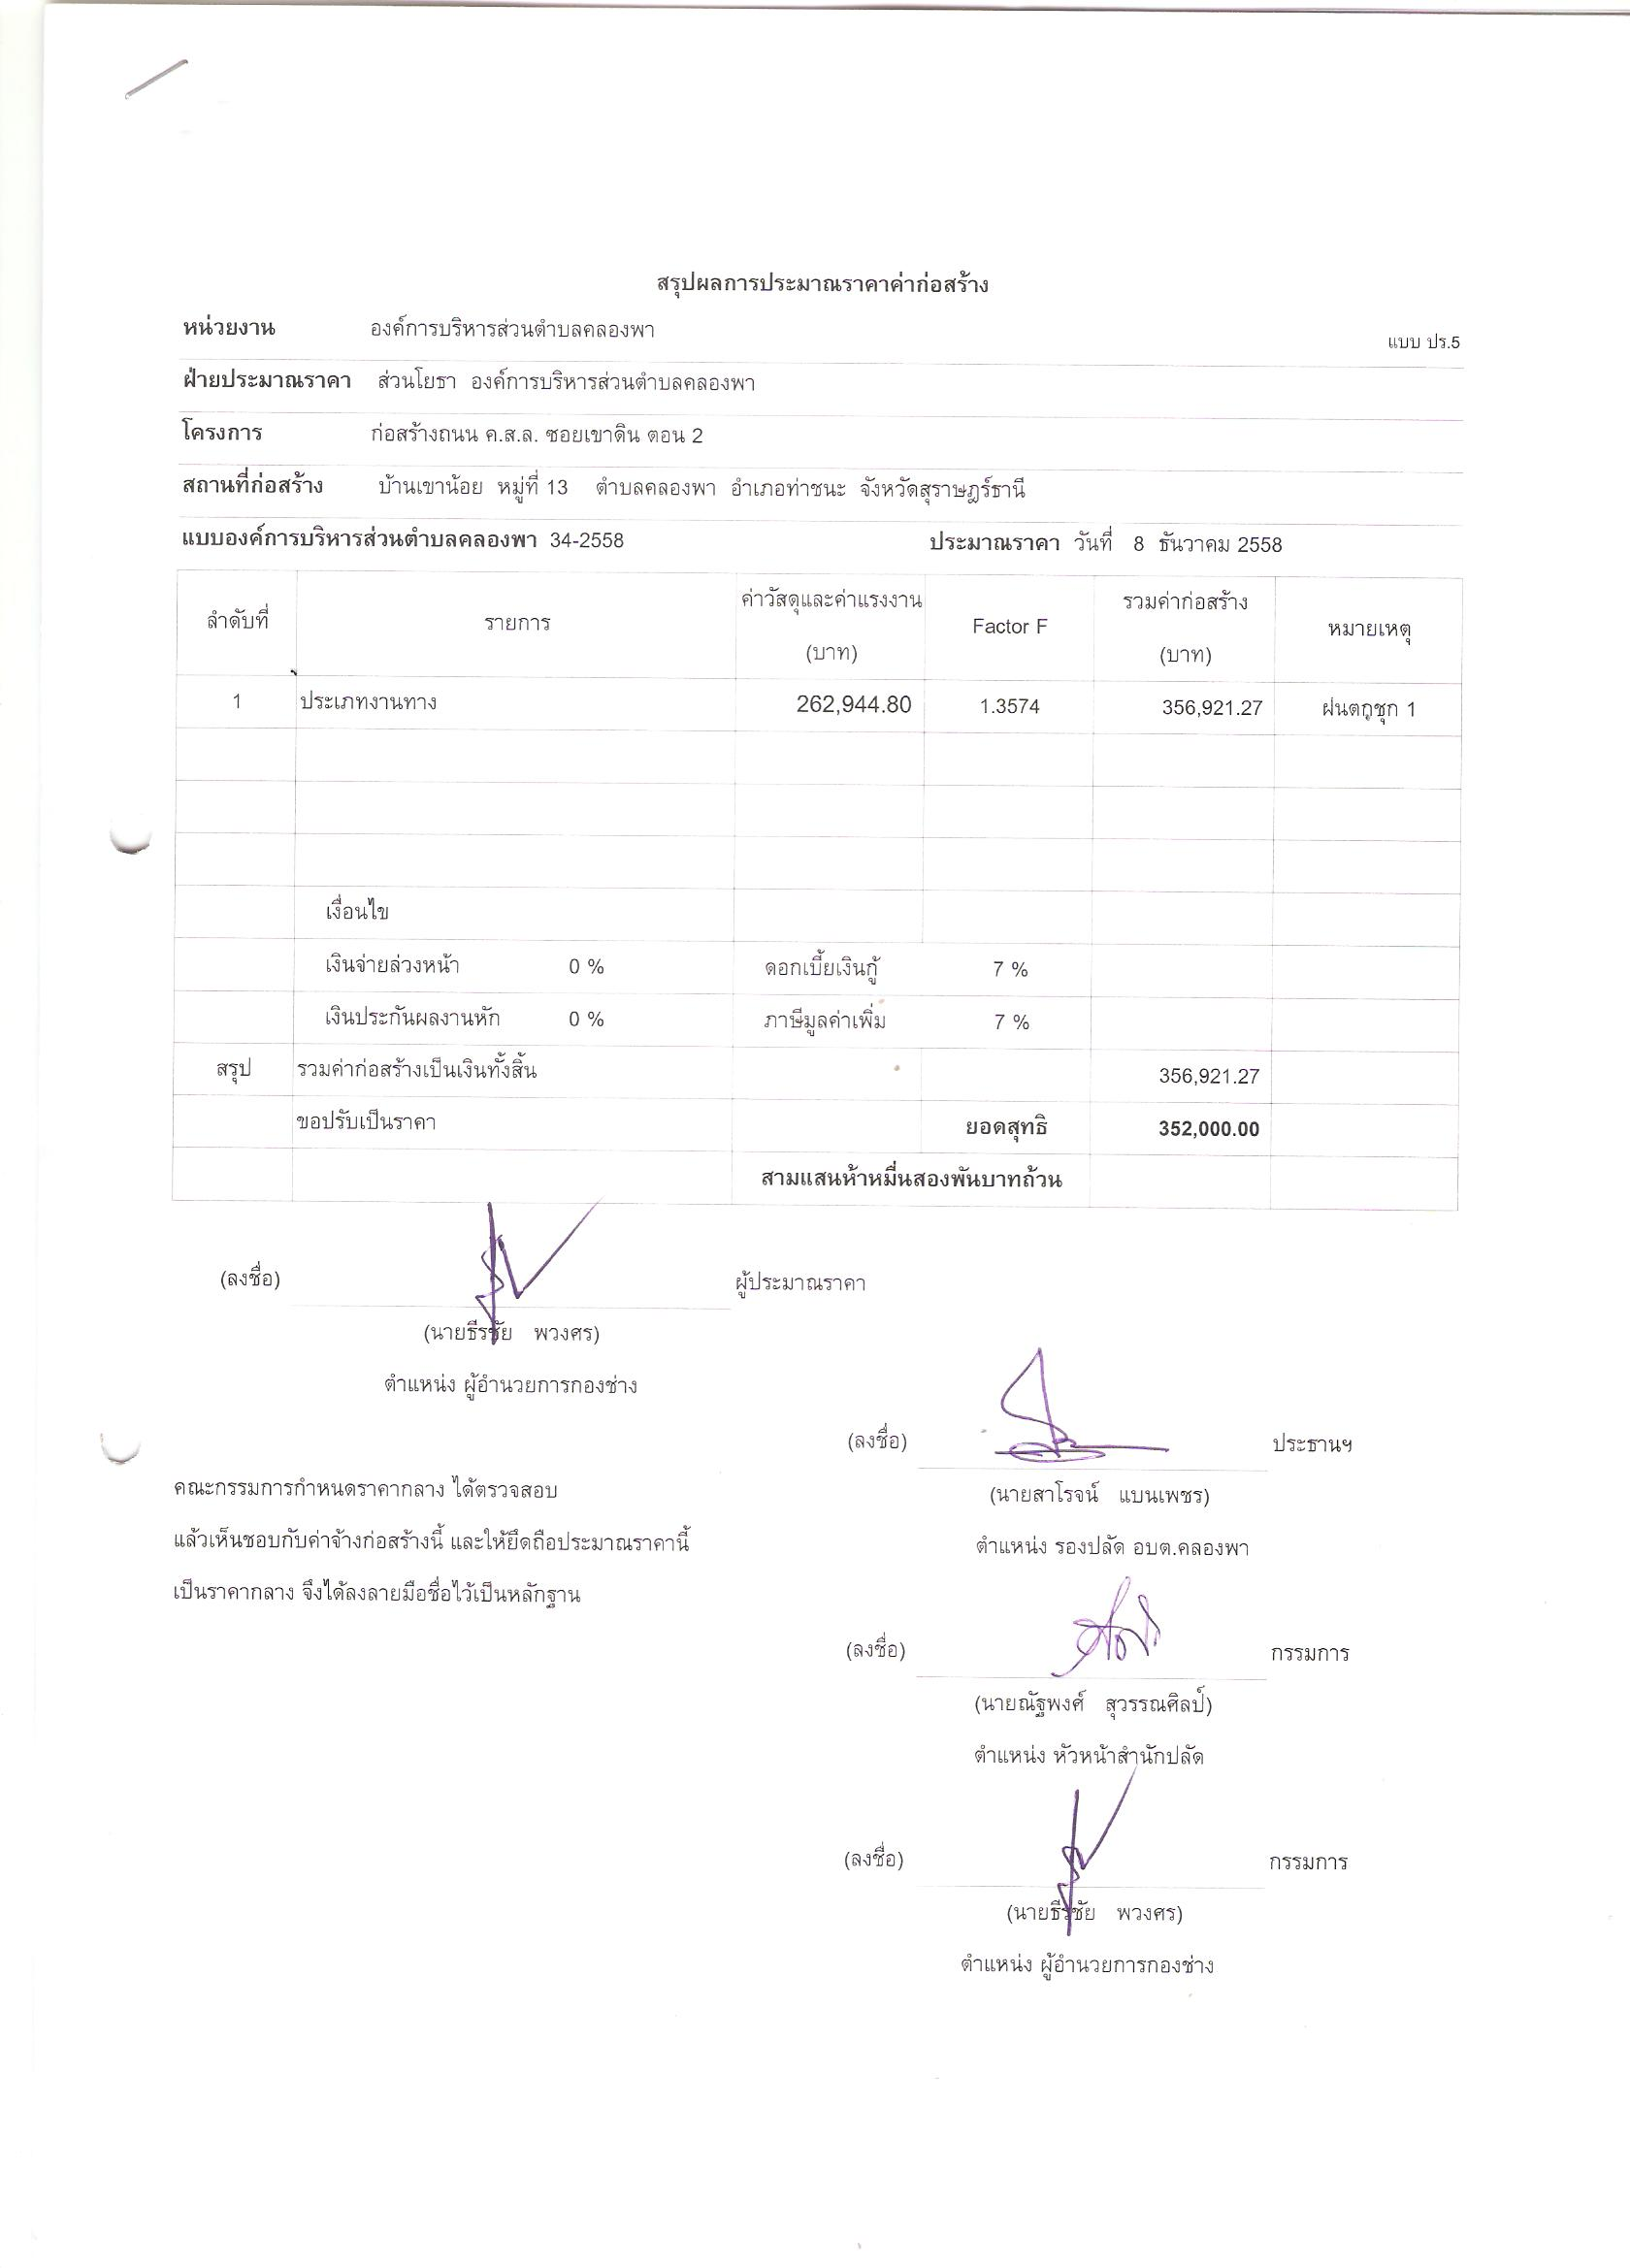 สรุปผลการประมาณราคาค่าก่อสร้าง
หน่วยงาน องค์การบริหารส่วนตำบลคลองพา
แบบ ปร.5
ฝ่ายประมาณราคา ส่วนโยธา องค์การบริหารส่วนตำบลคลองพา
โครงการ ก่อสร้างถนน ค.ส.ล. ซอยเขาดิน ตอน 2
สถานที่ก่อสร้าง บ้านเขาน้อย หมู่ที่ 13 ตำบลคลองพา อำเภอท่าชนะ จังหวัดสุราษฎร์ธานี
แบบองค์การบริหารส่วนตำบลคลองพา 34-2558 ประมาณราคา วันที่ 8 ธันวาคม 2558
ลำดับที่ รายการ ค่าวัสดุและค่าแรงงาน (บาท) Factor F รวมค่าก่อสร้าง (บาท) หมายเหตุ
1 ประเภทงานทาง 262,944.80 1.3574 356,921.27 ฝนตกชุก 1
เงื่อนไข
เงินจ่ายล่วงหน้า 0 % ดอกเบี้ยเงินกู้ 7 %
เงินประกันผลงานหัก 0 % ภาษีมูลค่าเพิ่ม 7 %
สรุป รวมค่าก่อสร้างเป็นเงินทั้งสิ้น 356,921.27
ขอปรับเป็นราคา ยอดสุทธิ 352,000.00
สามแสนห้าหมื่นสองพันบาทถ้วน
(ลงชื่อ) ผู้ประมาณราคา
(นายธีรชัย พวงศร)
ตำแหน่ง ผู้อำนวยการกองช่าง
(ลงชื่อ) ประธานฯ
(นายสาโรจน์ แบนเพชร)
ตำแหน่ง รองปลัด อบต.คลองพา
คณะกรรมการกำหนดราคากลาง ได้ตรวจสอบ
แล้วเห็นชอบกับค่าจ้างก่อสร้างนี้ และให้ยึดถือประมาณราคานี้
เป็นราคากลาง จึงได้ลงลายมือชื่อไว้เป็นหลักฐาน
(ลงชื่อ) กรรมการ
(นายณัฐพงศ์ สุวรรณศิลป์)
ตำแหน่ง หัวหน้าสำนักปลัด
(ลงชื่อ) กรรมการ
(นายธีรชัย พวงศร)
ตำแหน่ง ผู้อำนวยการกองช่าง